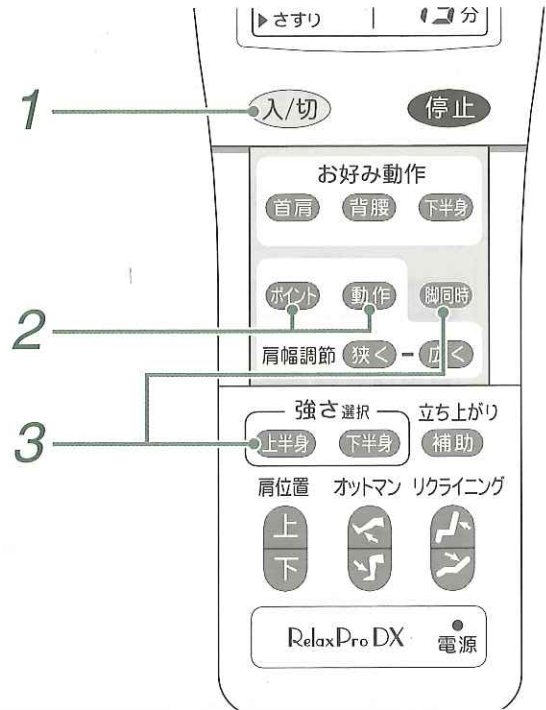 ▶さすり 15分
1 入/切 停止
お好み動作
首肩 背腰 下半身
2 ポイント 動作 脚同時
肩幅調節 狭く - 広く
3 強さ選択 立ち上がり
上半身 下半身 補助
肩位置 オットマン リクライニング
上
下
RelaxPro DX 電源